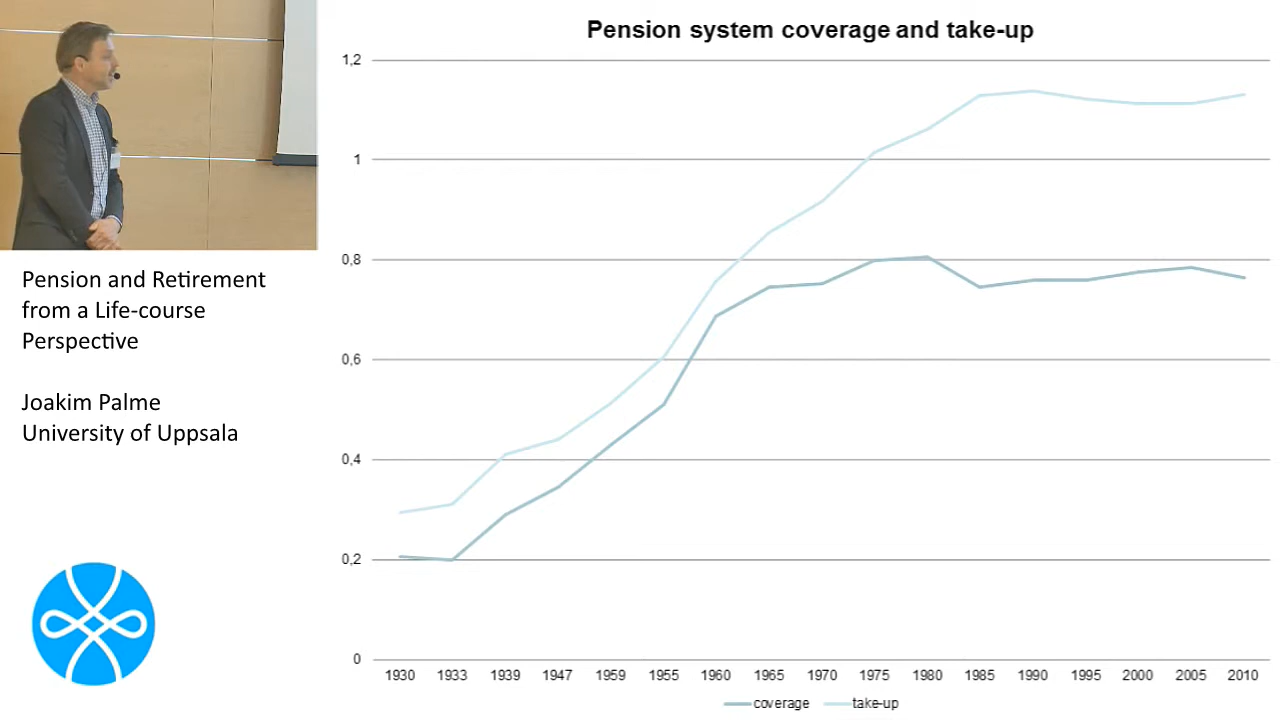 Pension system coverage and take-up
1,2
1
0,8
0,6
0,4
0,2
0
1930 1933 1939 1947 1959 1955 1960 1965 1970 1975 1980 1985 1990 1995 2000 2005 2010
coverage take-up
Pension and Retirement
from a Life-course
Perspective
Joakim Palme
University of Uppsala